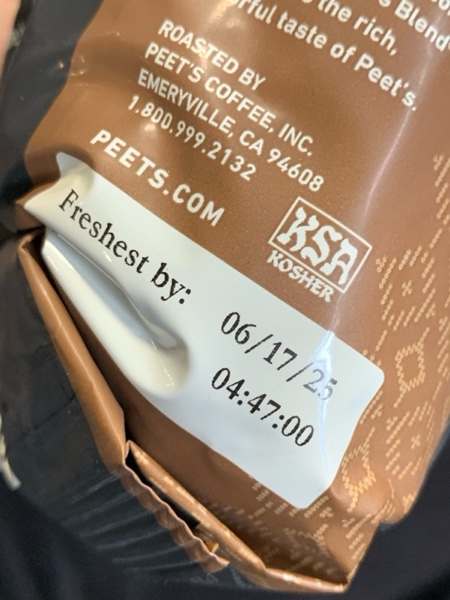 the rich,
s Blend
rful taste of Peet's.
ROASTED BY
PEET'S COFFEE, INC.
EMERYVILLE, CA 94608
1.800.999.2132
PEETS.COM
KSA
KOSHER
Freshest by:
06/17/25
04:47:00